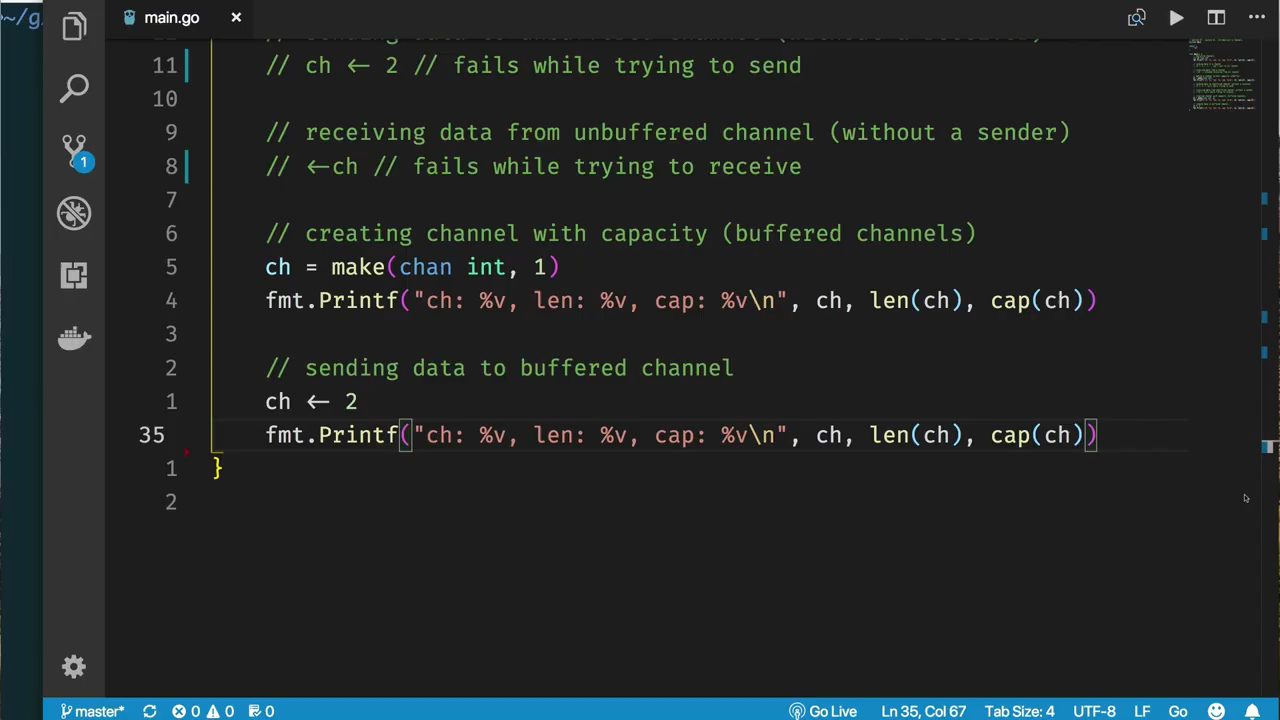 ~/g
main.go
11 // ch <- 2 // fails while trying to send
10
9 // receiving data from unbuffered channel (without a sender)
8 // <-ch // fails while trying to receive
7
6 // creating channel with capacity (buffered channels)
5 ch = make(chan int, 1)
4 fmt.Printf("ch: %v, len: %v, cap: %v\n", ch, len(ch), cap(ch))
3
2 // sending data to buffered channel
1 ch <- 2
35 fmt.Printf("ch: %v, len: %v, cap: %v\n", ch, len(ch), cap(ch))
1 }
2
1
master* 0 0 0 Go Live Ln 35, Col 67 Tab Size: 4 UTF-8 LF Go